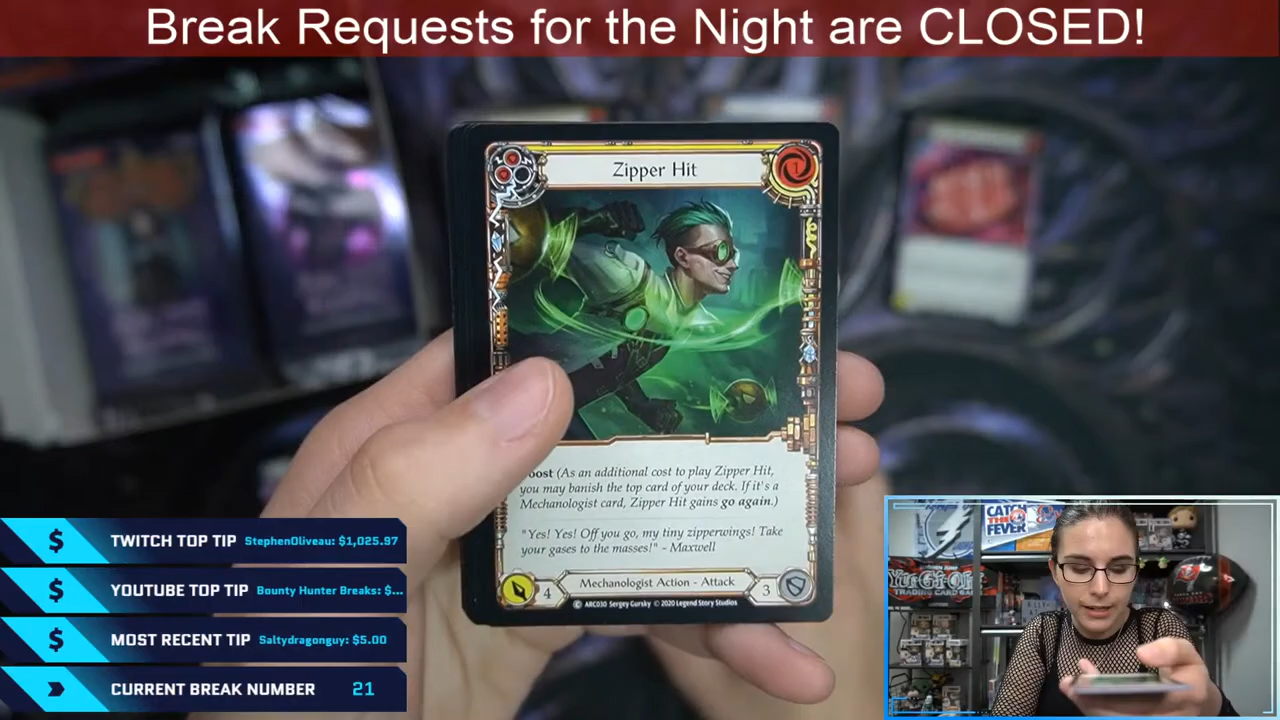 Break Requests for the Night are CLOSED!
Zipper Hit
1
oost (As an additional cost to play Zipper Hit,
you may banish the top card of your deck. If it's a
Mechanologist card, Zipper Hit gains go again.)
"Yes! Yes! Off you go, my tiny zipperwings! Take
your gases to the masses!" - Maxwell
4 Mechanologist Action - Attack 3
ARC030 Sergey Gursky © 2020 Legend Story Studios
$ TWITCH TOP TIP StephenOliveau: $1,025.97
$ YOUTUBE TOP TIP Bounty Hunter Breaks: $...
$ MOST RECENT TIP Saltydragonguy: $5.00
CURRENT BREAK NUMBER 21
CATCH
THE
FEVER
Yu-Gi-Oh!
TRADING CARD GAME